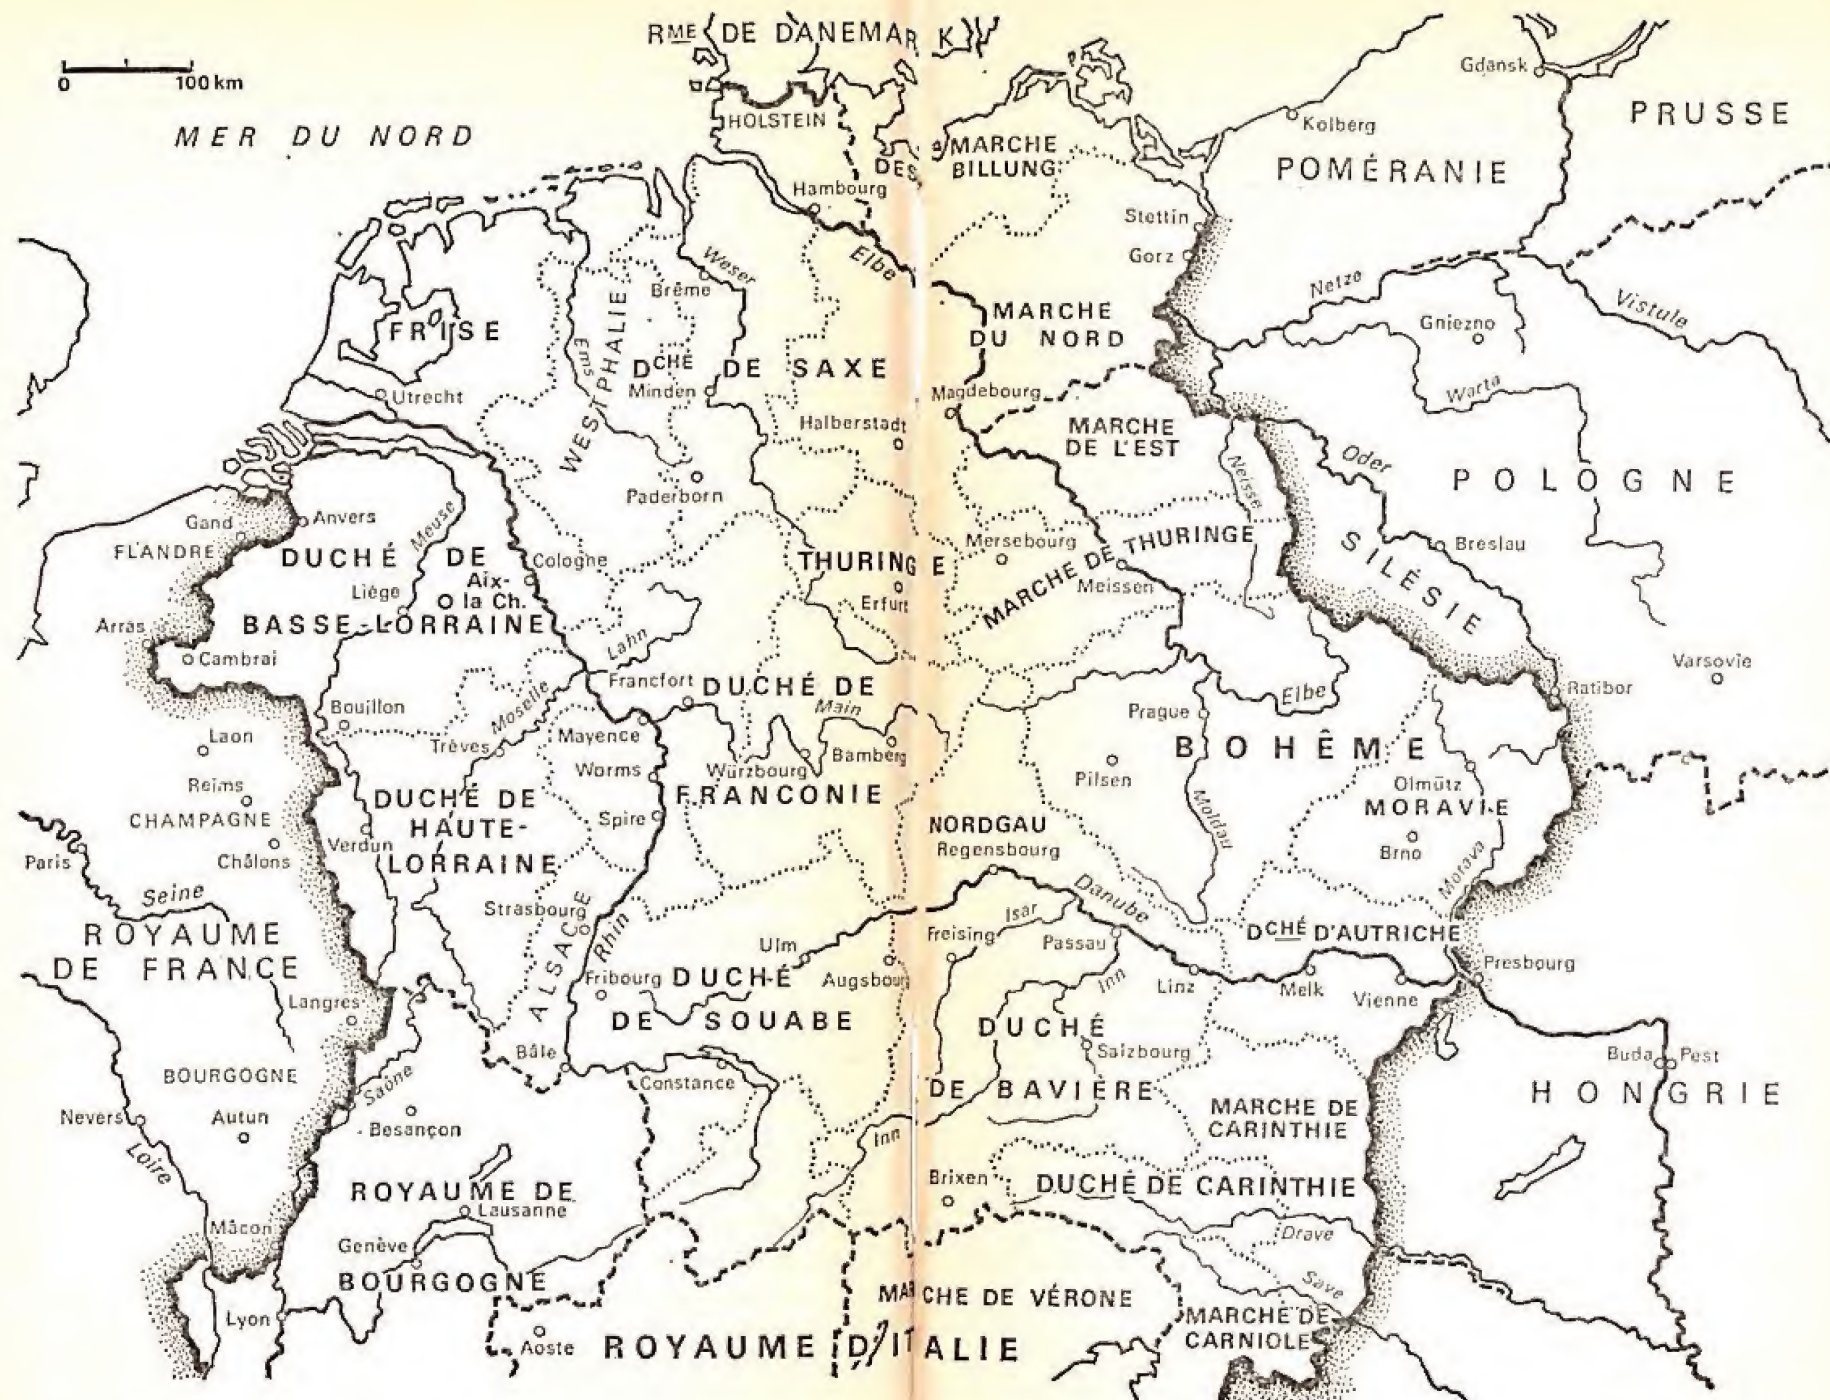 RME DE DANEMARK
0 100 km
MER DU NORD
HOLSTEIN
DES
MARCHE
BILLUNG
Hambourg
Gdansk
PRUSSE
Kolberg
POMÉRANIE
Stettin
Gorz
Elbe
Weser
Brême
FRISE
WESTPHALIE
Ems
DCHÉ DE SAXE
Minden
Utrecht
Halberstadt
Paderborn
MARCHE
DU NORD
Magdebourg
MARCHE
DE L'EST
Netze
Gniezno
Vistule
Warta
Oder
Neisse
POLOGNE
Breslau
SILÉSIE
Varsovie
Ratibor
Gand
FLANDRE
Anvers
Meuse
DUCHÉ DE
BASSE-LORRAINE
Liège
Aix-
la Ch.
Cologne
Arras
Cambrai
Lahn
THURINGE
Erfurt
Mersebourg
MARCHE DE THURINGE
Meissen
Bouillon
Moselle
Trèves
Francfort
DUCHÉ DE
Main
FRANCONIE
Mayence
Worms
Würzbourg
Bamberg
Spire
Laon
Reims
CHAMPAGNE
Châlons
Verdun
DUCHÉ DE
HAUTE-
LORRAINE
Paris
Seine
ROYAUME
DE FRANCE
Langres
Strasbourg
ALSACE
Rhin
Fribourg
Ulm
DUCHÉ
DE SOUABE
Augsbourg
Prague
Elbe
BOHÊME
Pilsen
Moldau
Olmütz
MORAVIE
Brno
Morava
NORDGAU
Regensbourg
Danube
Isar
Freising
Passau
Inn
Linz
Melk
Vienne
DCHÉ D'AUTRICHE
Presbourg
DUCHÉ
DE BAVIÈRE
Salzbourg
Buda
Pest
HONGRIE
BOURGOGNE
Nevers
Autun
Loire
Mâcon
Saône
Besançon
Bâle
Constance
Inn
Brixen
MARCHE DE
CARINTHIE
DUCHÉ DE CARINTHIE
Drave
Save
ROYAUME DE
BOURGOGNE
Lausanne
Genève
Lyon
Aoste
MARCHE DE VÉRONE
ROYAUME D'ITALIE
MARCHE DE
CARNIOLE